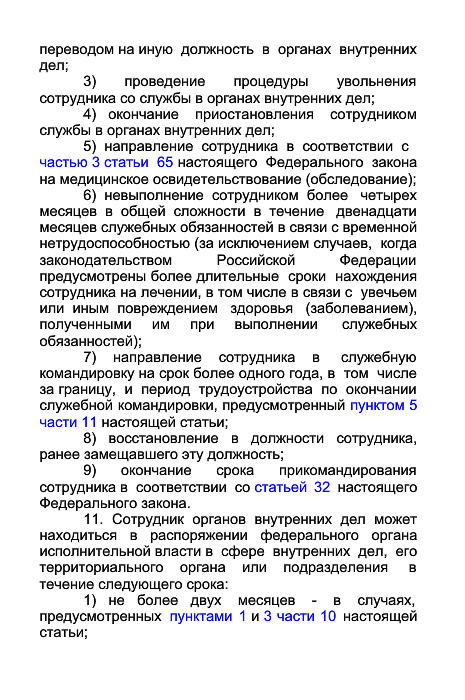 переводом на иную должность в органах внутренних
дел;
3) проведение процедуры увольнения
сотрудника со службы в органах внутренних дел;
4) окончание приостановления сотрудником
службы в органах внутренних дел;
5) направление сотрудника в соответствии с
частью 3 статьи 65 настоящего Федерального закона
на медицинское освидетельствование (обследование);
6) невыполнение сотрудником более четырех
месяцев в общей сложности в течение двенадцати
месяцев служебных обязанностей в связи с временной
нетрудоспособностью (за исключением случаев, когда
законодательством Российской Федерации
предусмотрены более длительные сроки нахождения
сотрудника на лечении, в том числе в связи с увечьем
или иным повреждением здоровья (заболеванием),
полученными им при выполнении служебных
обязанностей);
7) направление сотрудника в служебную
командировку на срок более одного года, в том числе
за границу, и период трудоустройства по окончании
служебной командировки, предусмотренный пунктом 5
части 11 настоящей статьи;
8) восстановление в должности сотрудника,
ранее замещавшего эту должность;
9) окончание срока прикомандирования
сотрудника в соответствии со статьей 32 настоящего
Федерального закона.
11. Сотрудник органов внутренних дел может
находиться в распоряжении федерального органа
исполнительной власти в сфере внутренних дел, его
территориального органа или подразделения в
течение следующего срока:
1) не более двух месяцев - в случаях,
предусмотренных пунктами 1 и 3 части 10 настоящей
статьи;